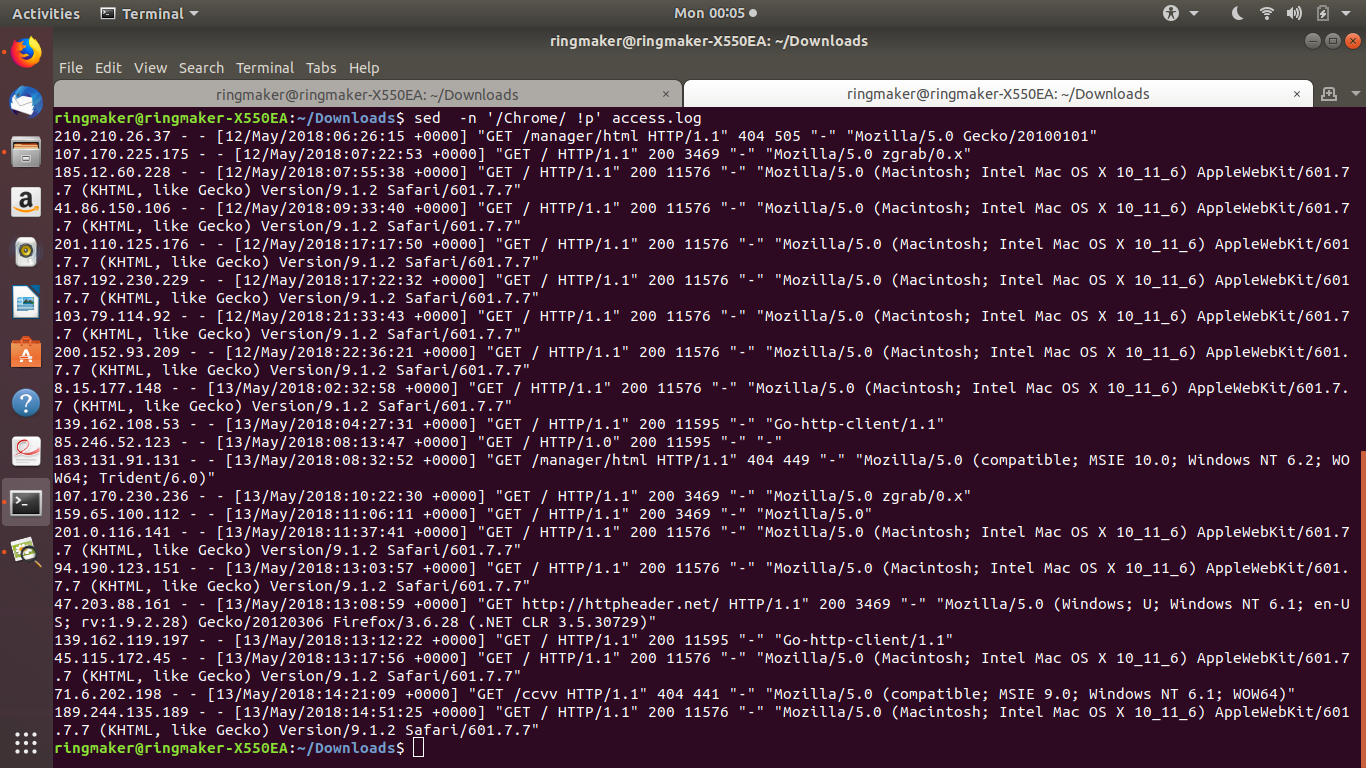 Activities Terminal Mon 00:05
ringmaker@ringmaker-X550EA: ~/Downloads
File Edit View Search Terminal Tabs Help
ringmaker@ringmaker-X550EA: ~/Downloads × ringmaker@ringmaker-X550EA: ~/Downloads ×
ringmaker@ringmaker-X550EA:~/Downloads$ sed  -n '/Chrome/ !p' access.log
210.210.26.37 - - [12/May/2018:06:26:15 +0000] "GET /manager/html HTTP/1.1" 404 505 "-" "Mozilla/5.0 Gecko/20100101"
107.170.225.175 - - [12/May/2018:07:22:53 +0000] "GET / HTTP/1.1" 200 3469 "-" "Mozilla/5.0 zgrab/0.x"
185.12.60.228 - - [12/May/2018:07:55:38 +0000] "GET / HTTP/1.1" 200 11576 "-" "Mozilla/5.0 (Macintosh; Intel Mac OS X 10_11_6) AppleWebKit/601.7
.7 (KHTML, like Gecko) Version/9.1.2 Safari/601.7.7"
41.86.150.106 - - [12/May/2018:09:33:40 +0000] "GET / HTTP/1.1" 200 11576 "-" "Mozilla/5.0 (Macintosh; Intel Mac OS X 10_11_6) AppleWebKit/601.7
.7 (KHTML, like Gecko) Version/9.1.2 Safari/601.7.7"
201.110.125.176 - - [12/May/2018:17:17:50 +0000] "GET / HTTP/1.1" 200 11576 "-" "Mozilla/5.0 (Macintosh; Intel Mac OS X 10_11_6) AppleWebKit/601
.7.7 (KHTML, like Gecko) Version/9.1.2 Safari/601.7.7"
187.192.230.229 - - [12/May/2018:17:22:32 +0000] "GET / HTTP/1.1" 200 11576 "-" "Mozilla/5.0 (Macintosh; Intel Mac OS X 10_11_6) AppleWebKit/601
.7.7 (KHTML, like Gecko) Version/9.1.2 Safari/601.7.7"
103.79.114.92 - - [12/May/2018:21:33:43 +0000] "GET / HTTP/1.1" 200 11576 "-" "Mozilla/5.0 (Macintosh; Intel Mac OS X 10_11_6) AppleWebKit/601.7
.7 (KHTML, like Gecko) Version/9.1.2 Safari/601.7.7"
200.152.93.209 - - [12/May/2018:22:36:21 +0000] "GET / HTTP/1.1" 200 11576 "-" "Mozilla/5.0 (Macintosh; Intel Mac OS X 10_11_6) AppleWebKit/601.
7.7 (KHTML, like Gecko) Version/9.1.2 Safari/601.7.7"
8.15.177.148 - - [13/May/2018:02:32:58 +0000] "GET / HTTP/1.1" 200 11576 "-" "Mozilla/5.0 (Macintosh; Intel Mac OS X 10_11_6) AppleWebKit/601.7.
7 (KHTML, like Gecko) Version/9.1.2 Safari/601.7.7"
139.162.108.53 - - [13/May/2018:04:27:31 +0000] "GET / HTTP/1.1" 200 11595 "-" "Go-http-client/1.1"
85.246.52.123 - - [13/May/2018:08:13:47 +0000] "GET / HTTP/1.0" 200 11595 "-" "-"
183.131.91.131 - - [13/May/2018:08:32:52 +0000] "GET /manager/html HTTP/1.1" 404 449 "-" "Mozilla/5.0 (compatible; MSIE 10.0; Windows NT 6.2; WO
W64; Trident/6.0)"
107.170.230.236 - - [13/May/2018:10:22:30 +0000] "GET / HTTP/1.1" 200 3469 "-" "Mozilla/5.0 zgrab/0.x"
159.65.100.112 - - [13/May/2018:11:06:11 +0000] "GET / HTTP/1.1" 200 3469 "-" "Mozilla/5.0"
201.0.116.141 - - [13/May/2018:11:37:41 +0000] "GET / HTTP/1.1" 200 11576 "-" "Mozilla/5.0 (Macintosh; Intel Mac OS X 10_11_6) AppleWebKit/601.7
.7 (KHTML, like Gecko) Version/9.1.2 Safari/601.7.7"
94.190.123.151 - - [13/May/2018:13:03:57 +0000] "GET / HTTP/1.1" 200 11576 "-" "Mozilla/5.0 (Macintosh; Intel Mac OS X 10_11_6) AppleWebKit/601.
7.7 (KHTML, like Gecko) Version/9.1.2 Safari/601.7.7"
47.203.88.161 - - [13/May/2018:13:08:59 +0000] "GET http://httpheader.net/ HTTP/1.1" 200 3469 "-" "Mozilla/5.0 (Windows; U; Windows NT 6.1; en-U
S; rv:1.9.2.28) Gecko/20120306 Firefox/3.6.28 (.NET CLR 3.5.30729)"
139.162.119.197 - - [13/May/2018:13:12:22 +0000] "GET / HTTP/1.1" 200 11595 "-" "Go-http-client/1.1"
45.115.172.45 - - [13/May/2018:13:17:56 +0000] "GET / HTTP/1.1" 200 11576 "-" "Mozilla/5.0 (Macintosh; Intel Mac OS X 10_11_6) AppleWebKit/601.7
.7 (KHTML, like Gecko) Version/9.1.2 Safari/601.7.7"
71.6.202.198 - - [13/May/2018:14:21:09 +0000] "GET /ccvv HTTP/1.1" 404 441 "-" "Mozilla/5.0 (compatible; MSIE 9.0; Windows NT 6.1; WOW64)"
189.244.135.189 - - [13/May/2018:14:51:25 +0000] "GET / HTTP/1.1" 200 11576 "-" "Mozilla/5.0 (Macintosh; Intel Mac OS X 10_11_6) AppleWebKit/601
.7.7 (KHTML, like Gecko) Version/9.1.2 Safari/601.7.7"
ringmaker@ringmaker-X550EA:~/Downloads$